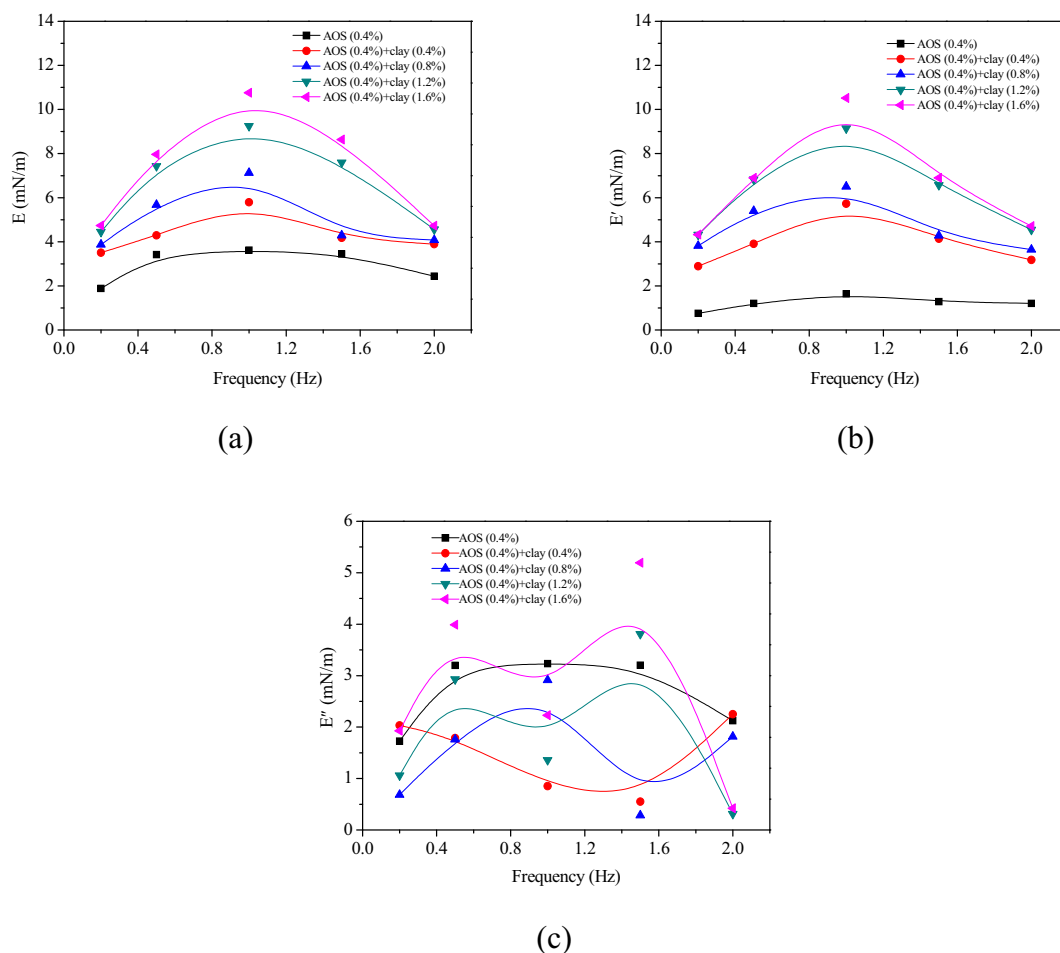 14
12
10
8
6
4
2
0
E (mN/m)
AOS (0.4%)
AOS (0.4%)+clay (0.4%)
AOS (0.4%)+clay (0.8%)
AOS (0.4%)+clay (1.2%)
AOS (0.4%)+clay (1.6%)
0.0 0.4 0.8 1.2 1.6 2.0
Frequency (Hz)
(a)
14
12
10
8
6
4
2
0
E′ (mN/m)
AOS (0.4%)
AOS (0.4%)+clay (0.4%)
AOS (0.4%)+clay (0.8%)
AOS (0.4%)+clay (1.2%)
AOS (0.4%)+clay (1.6%)
0.0 0.4 0.8 1.2 1.6 2.0
Frequency (Hz)
(b)
6
5
4
3
2
1
0
E″ (mN/m)
AOS (0.4%)
AOS (0.4%)+clay (0.4%)
AOS (0.4%)+clay (0.8%)
AOS (0.4%)+clay (1.2%)
AOS (0.4%)+clay (1.6%)
0.0 0.4 0.8 1.2 1.6 2.0
Frequency (Hz)
(c)